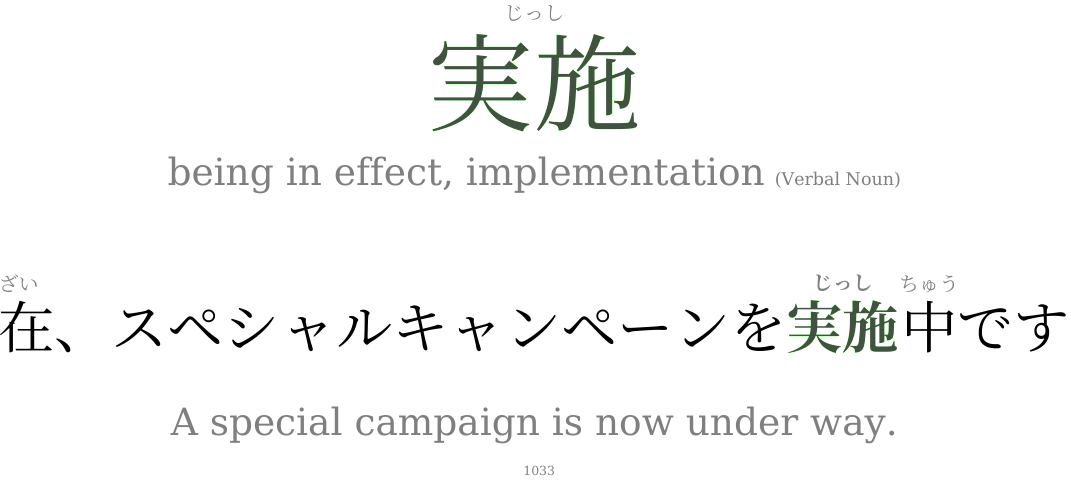 じっし
実施
being in effect, implementation (Verbal Noun)
ざい じっし ちゅう
在、スペシャルキャンペーンを実施中です
A special campaign is now under way.
1033